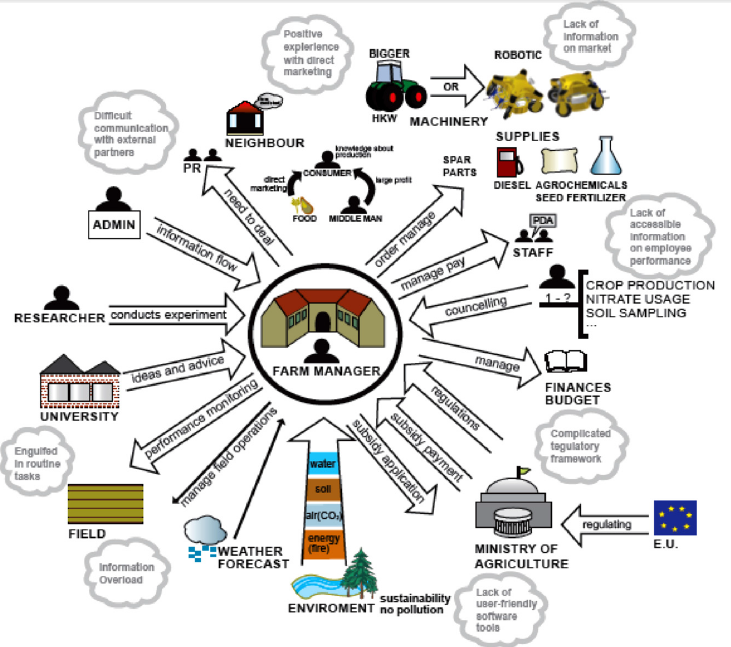 Positive
experience
with direct
marketing
BIGGER
HKW
OR
MACHINERY
ROBOTIC
Lack of
information
on market
Difficult
communication
with external
partners
NEIGHBOUR
PR
need to deal
knowledge about
production
CONSUMER
direct
marketing
large profit
FOOD
MIDDLE MAN
SPAR
PARTS
SUPPLIES
DIESEL
AGROCHEMICALS
SEED FERTILIZER
order manage
ADMIN
information flow
manage pay
PDA
STAFF
Lack of
accessible
information
on employee
performance
RESEARCHER
conducts experiment
FARM MANAGER
councelling
1 - ?
CROP PRODUCTION
NITRATE USAGE
SOIL SAMPLING
...
UNIVERSITY
ideas and advice
manage
FINANCES
BUDGET
Engulfed
in routine
tasks
performance monitoring
FIELD
manage field operations
WEATHER
FORECAST
Information
Overload
water
soil
air(CO₂)
energy
(fire)
ENVIROMENT
sustainability
no pollution
regulations
subsidy payment
subsidy application
Complicated
tegulatory
framework
MINISTRY OF
AGRICULTURE
regulating
E.U.
Lack of
user-friendly
software
tools